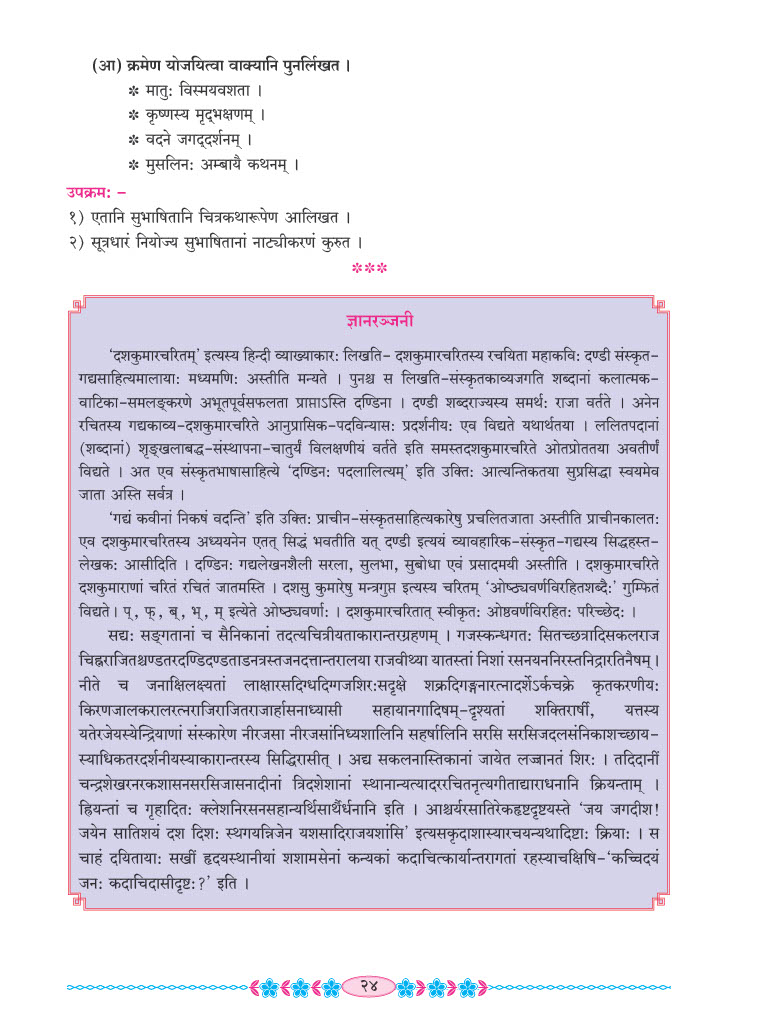 (आ) क्रमेण योजयित्वा वाक्यानि पुनर्लिखत ।
✽ मातुः विस्मयवशता ।
✽ कृष्णस्य मृद्भक्षणम् ।
✽ वदने जगद्दर्शनम् ।
✽ मुसलिनः अम्बायै कथनम् ।
उपक्रमः –
१) एतानि सुभाषितानि चित्रकथारूपेण आलिखत ।
२) सूत्रधारं नियोज्य सुभाषितानां नाट्यीकरणं कुरुत ।
✽✽✽
ज्ञानरञ्जनी
‘दशकुमारचरितम्’ इत्यस्य हिन्दी व्याख्याकारः लिखति– दशकुमारचरितस्य रचयिता महाकविः दण्डी संस्कृत–
गद्यसाहित्यमालायाः मध्यमणिः अस्तीति मन्यते । पुनश्च स लिखति–संस्कृतकाव्यजगति शब्दानां कलात्मक–
वाटिका–समलङ्करणे अभूतपूर्वसफलता प्राप्ताऽस्ति दण्डिना । दण्डी शब्दराज्यस्य समर्थः राजा वर्तते । अनेन
रचितस्य गद्यकाव्य–दशकुमारचरिते आनुप्रासिक–पदविन्यासः प्रदर्शनीयः एव विद्यते यथार्थतया । ललितपदानां
(शब्दानां) शृङ्खलाबद्ध–संस्थापना–चातुर्यं विलक्षणीयं वर्तते इति समस्तदशकुमारचरिते ओतप्रोततया अवतीर्णं
विद्यते । अत एव संस्कृतभाषासाहित्ये ‘दण्डिनः पदलालित्यम्’ इति उक्तिः आत्यन्तिकतया सुप्रसिद्धा स्वयमेव
जाता अस्ति सर्वत्र ।
‘गद्यं कवीनां निकषं वदन्ति’ इति उक्तिः प्राचीन–संस्कृतसाहित्यकारेषु प्रचलितजाता अस्तीति प्राचीनकालतः
एव दशकुमारचरितस्य अध्ययनेन एतत् सिद्धं भवतीति यत् दण्डी इत्ययं व्यावहारिक–संस्कृत–गद्यस्य सिद्धहस्त–
लेखकः आसीदिति । दण्डिनः गद्यलेखनशैली सरला, सुलभा, सुबोधा एवं प्रसादमयी अस्तीति । दशकुमारचरिते
दशकुमाराणां चरितं रचितं जातमस्ति । दशसु कुमारेषु मन्त्रगुप्त इत्यस्य चरितम् ‘ओष्ठ्यवर्णविरहितशब्दैः’ गुम्फितं
विद्यते। प्, फ्, ब्, भ्, म् इत्येते ओष्ठ्यवर्णाः । दशकुमारचरितात् स्वीकृतः ओष्ठवर्णविरहितः परिच्छेदः ।
सद्यः सङ्गतानां च सैनिकानां तदत्यचित्रीयताकारान्तरग्रहणम् । गजस्कन्धगतः सितच्छत्रादिसकलराज
चिह्नराजितश्चण्डतरदण्डिदण्डताडनत्रस्तजनदत्तान्तरालया राजवीथ्या यातस्तां निशां रसनयननिरस्तनिद्रारतिनैषम्।
नीते च जनाक्षिलक्ष्यतां लाक्षारसदिग्धदिग्गजशिरःसदृक्षे शक्रदिगङ्गनारत्नादर्शेऽर्कचक्रे कृतकरणीयः
किरणजालकरालरत्नराजिराजितराजार्हासनाध्यासी सहायानगादिषम्–दृश्यतां शक्तिरार्षी, यत्तस्य
यतेरजेयस्येन्द्रियाणां संस्कारेण नीरजसा नीरजसांनिध्यशालिनि सहर्षालिनि सरसि सरसिजदलसंनिकाशच्छाय–
स्याधिकतरदर्शनीयस्याकारान्तरस्य सिद्धिरासीत् । अद्य सकलनास्तिकानां जायेत लज्जानतं शिरः । तदिदानीं
चन्द्रशेखरनरकशासनसरसिजासनादीनां त्रिदशेशानां स्थानान्यत्यादररचितनृत्यगीताद्याराधनानि क्रियन्ताम् ।
ह्रियन्तां च गृहादितः क्लेशनिरसनसहान्यर्थिसार्थैर्धनानि इति । आश्चर्यरसातिरेकहृष्टदृष्टयस्ते ‘जय जगदीश!
जयेन सातिशयं दश दिशः स्थगयन्निजेन यशसादिराजयशांसि’ इत्यसकृदाशास्यारचयन्यथादिष्टाः क्रियाः । स
चाहं दयितायाः सखीं हृदयस्थानीयां शशामसेनां कन्यकां कदाचित्कार्यान्तरागतां रहस्याचक्षिषि–‘कच्चिदयं
जनः कदाचिदासीदृष्टः?’ इति ।
२४